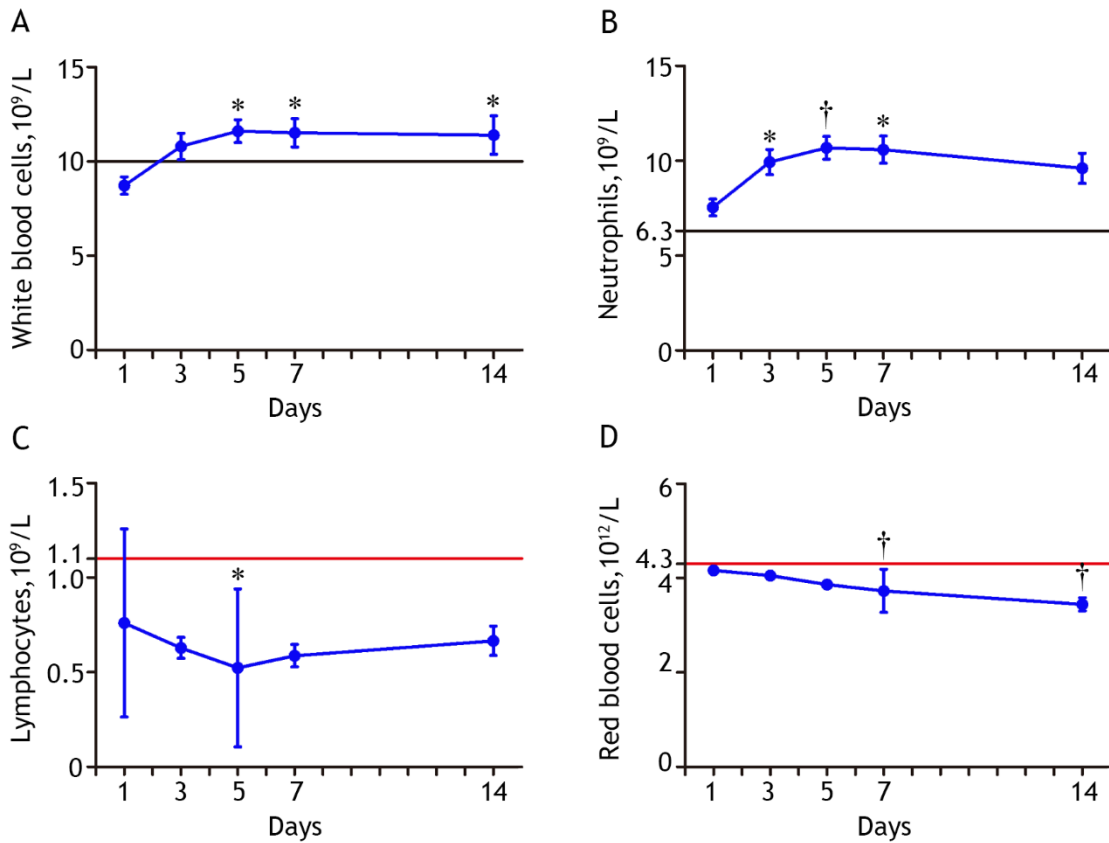 A
White blood cells, 10⁹/L
15
10
5
0
* * *
1 3 5 7 14
Days
B
Neutrophils, 10⁹/L
15
10
6.3
5
0
* † *
1 3 5 7 14
Days
C
Lymphocytes, 10⁹/L
1.5
1.1
1.0
0.5
0
*
1 3 5 7 14
Days
D
Red blood cells, 10¹²/L
6
4.3
4
2
0
† †
1 3 5 7 14
Days